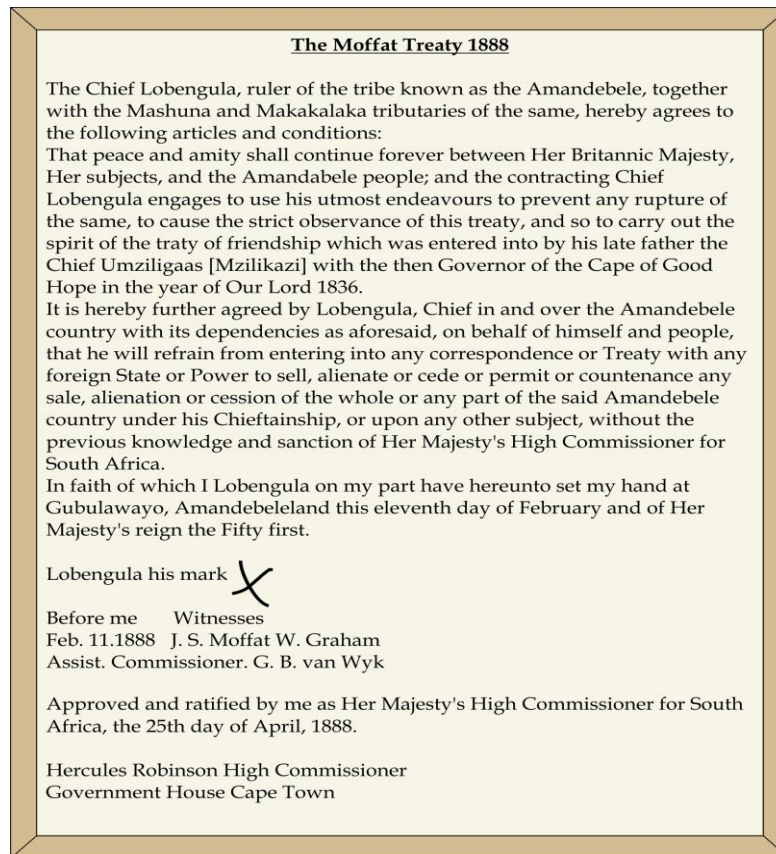 The Moffat Treaty 1888
The Chief Lobengula, ruler of the tribe known as the Amandebele, together
with the Mashuna and Makakalaka tributaries of the same, hereby agrees to
the following articles and conditions:
That peace and amity shall continue forever between Her Britannic Majesty,
Her subjects, and the Amandabele people; and the contracting Chief
Lobengula engages to use his utmost endeavours to prevent any rupture of
the same, to cause the strict observance of this treaty, and so to carry out the
spirit of the traty of friendship which was entered into by his late father the
Chief Umziligaas [Mzilikazi] with the then Governor of the Cape of Good
Hope in the year of Our Lord 1836.
It is hereby further agreed by Lobengula, Chief in and over the Amandebele
country with its dependencies as aforesaid, on behalf of himself and people,
that he will refrain from entering into any correspondence or Treaty with any
foreign State or Power to sell, alienate or cede or permit or countenance any
sale, alienation or cession of the whole or any part of the said Amandebele
country under his Chieftainship, or upon any other subject, without the
previous knowledge and sanction of Her Majesty's High Commissioner for
South Africa.
In faith of which I Lobengula on my part have hereunto set my hand at
Gubulawayo, Amandebeleland this eleventh day of February and of Her
Majesty's reign the Fifty first.
Lobengula his mark X
Before me Witnesses
Feb. 11.1888 J. S. Moffat W. Graham
Assist. Commissioner. G. B. van Wyk
Approved and ratified by me as Her Majesty's High Commissioner for South
Africa, the 25th day of April, 1888.
Hercules Robinson High Commissioner
Government House Cape Town